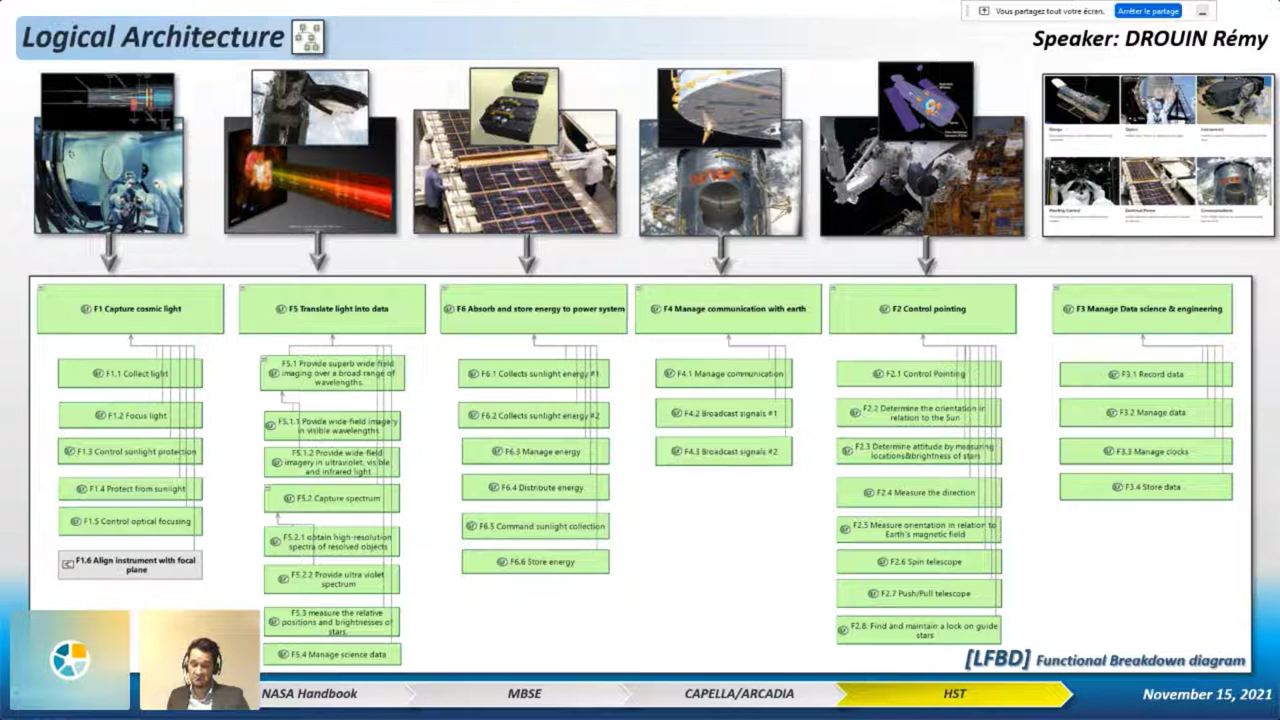 Vous partagez tout votre écran.
Arrêter le partage
Logical Architecture
Speaker: DROUIN Rémy
NASA
Pointing Control
Electrical Power
Communications
F1 Capture cosmic light
F1.1 Collect light
F1.2 Focus light
F1.3 Control sunlight protection
F1.4 Protect from sunlight
F1.5 Control optical focusing
F1.6 Align instrument with focal
plane
F5 Translate light into data
F5.1 Provide superb wide field
imaging over a broad range of
wavelengths.
F5.1.1 Povide wide field imagery
in visible wavelengths
F5.1.2 Provide wide-field
imagery in ultraviolet, visible
and infrared light
F5.2 Capture spectrum
F5.2.1 obtain high-resolution
spectra of resolved objects
F5.2.2 Provide ultra violet
spectrum
F5.3 measure the relative
positions and brightnesses of
stars.
F5.4 Manage science data
F6 Absorb and store energy to power system
F6.1 Collects sunlight energy #1
F6.2 Collects sunlight energy #2
F6.3 Manage energy
F6.4 Distribute energy
F6.5 Command sunlight collection
F6.6 Store energy
F4 Manage communication with earth
F4.1 Manage communication
F4.2 Broadcast signals #1
F4.3 Broadcast signals #2
F2 Control pointing
F2.1 Control Pointing
F2.2 Determine the orientation in
relation to the Sun
F2.3 Determine attitude by measuring
locations&brightness of stars
F2.4 Measure the direction
F2.5 Measure orientation in relation to
Earth's magnetic field
F2.6 Spin telescope
F2.7 Push/Pull telescope
F2.8: Find and maintain a lock on guide
stars
F3 Manage Data science & engineering
F3.1 Record data
F3.2 Manage data
F3.3 Manage clocks
F3.4 Store data
[LFBD] Functional Breakdown diagram
NASA Handbook
MBSE
CAPELLA/ARCADIA
HST
November 15, 2021